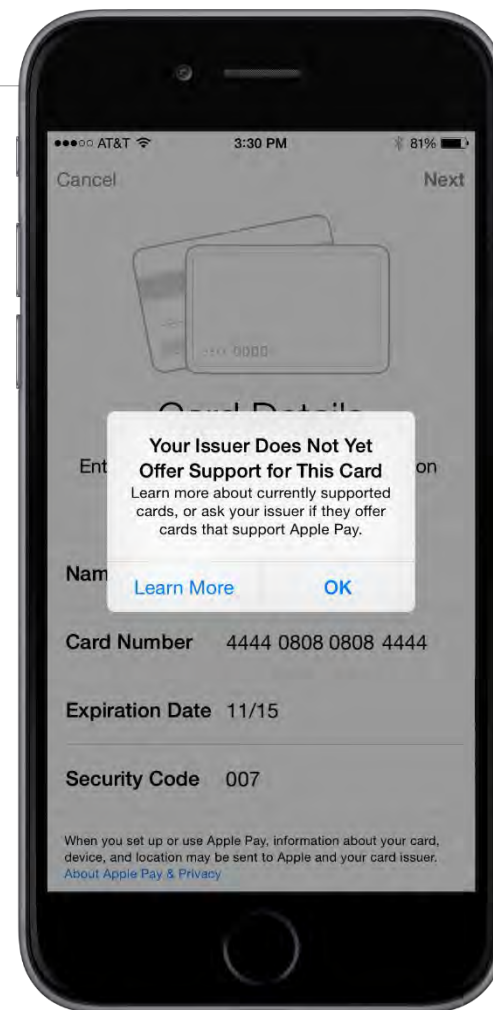 AT&T 3:30 PM 81%
Cancel Next
Your Issuer Does Not Yet
Offer Support for This Card
Learn more about currently supported
cards, or ask your issuer if they offer
cards that support Apple Pay.
Learn More OK
Card Number 4444 0808 0808 4444
Expiration Date 11/15
Security Code 007
When you set up or use Apple Pay, information about your card,
device, and location may be sent to Apple and your card issuer.
About Apple Pay & Privacy